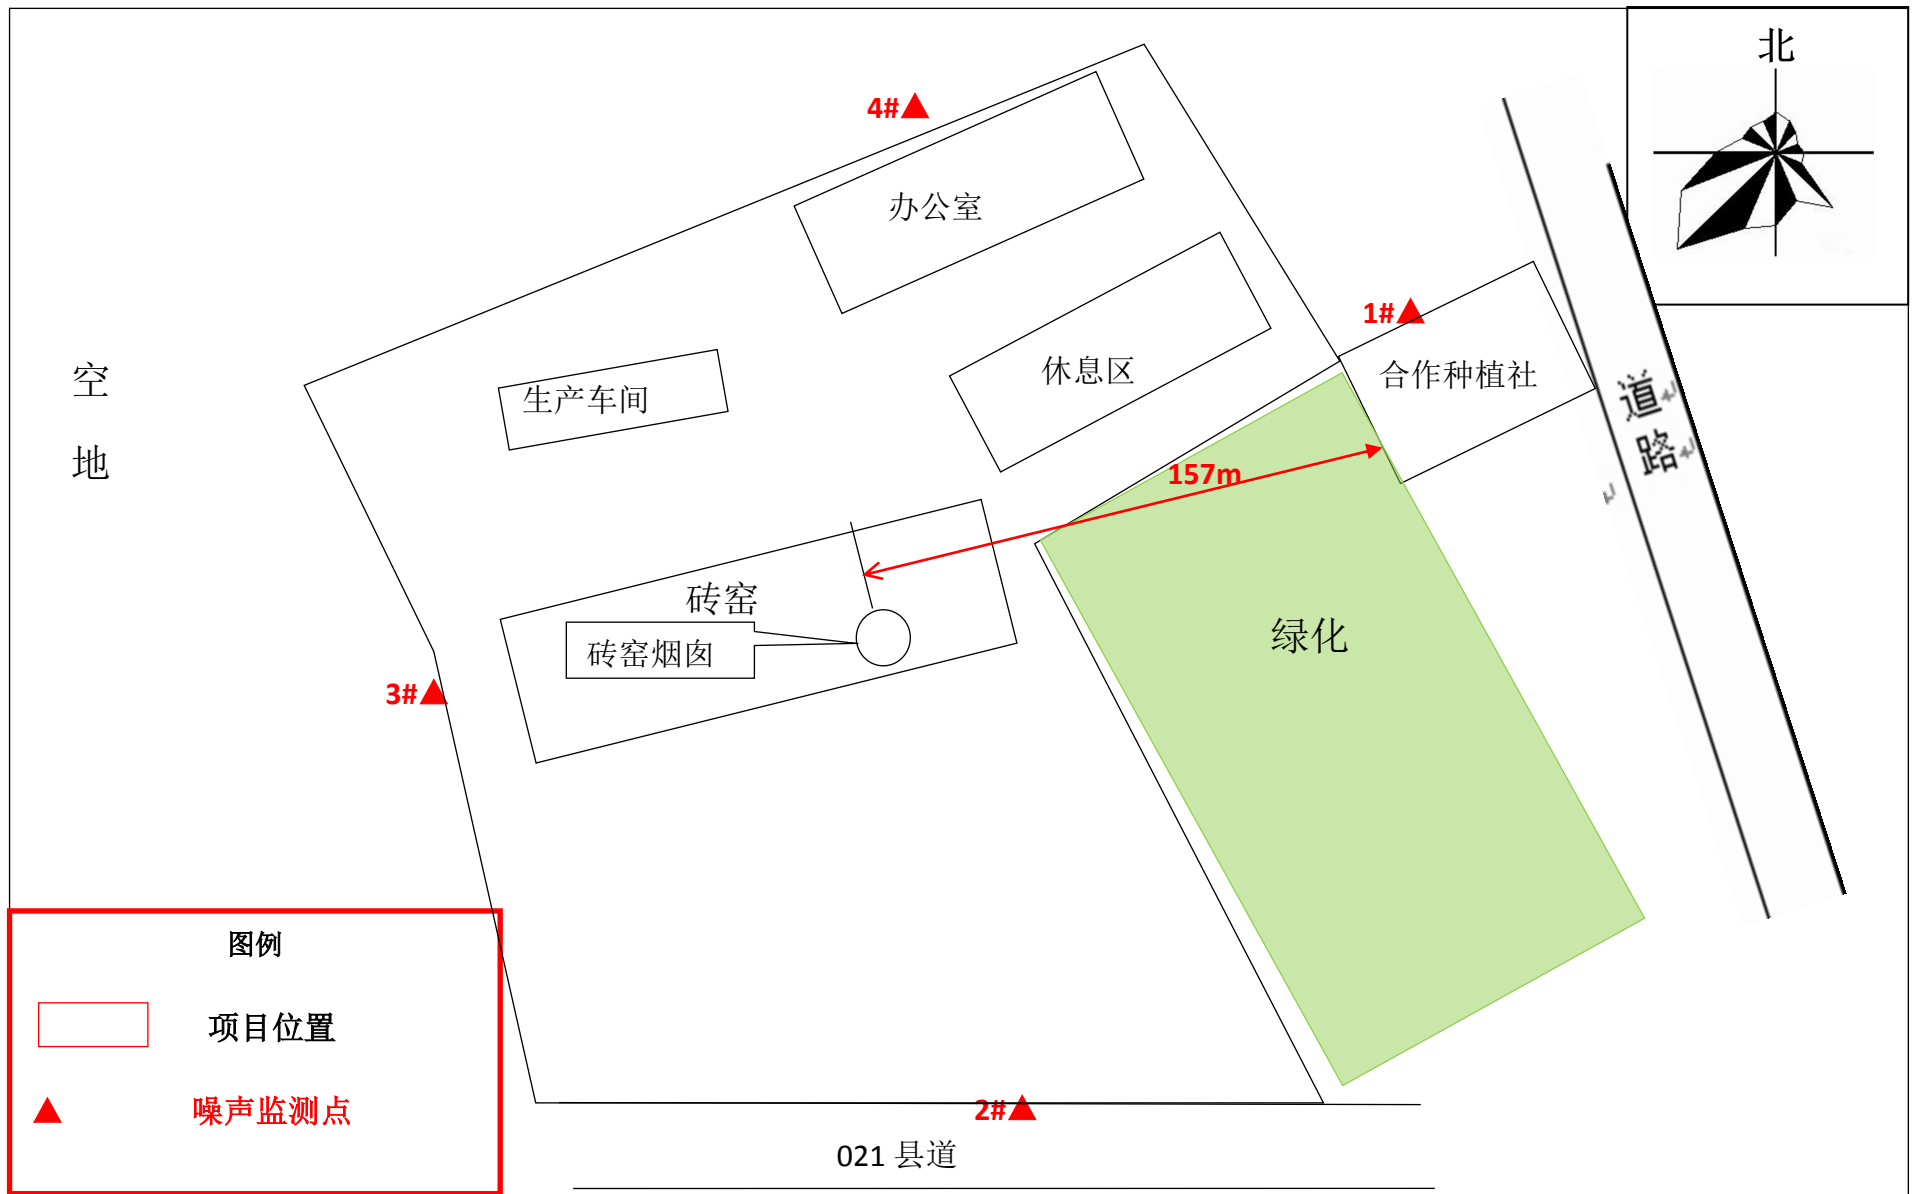 北
4#
办公室
1#
空
地
休息区
合作种植社
道
路
生产车间
157m
砖窑
砖窑烟囱
绿化
3#
图例
项目位置
噪声监测点
2#
021 县道